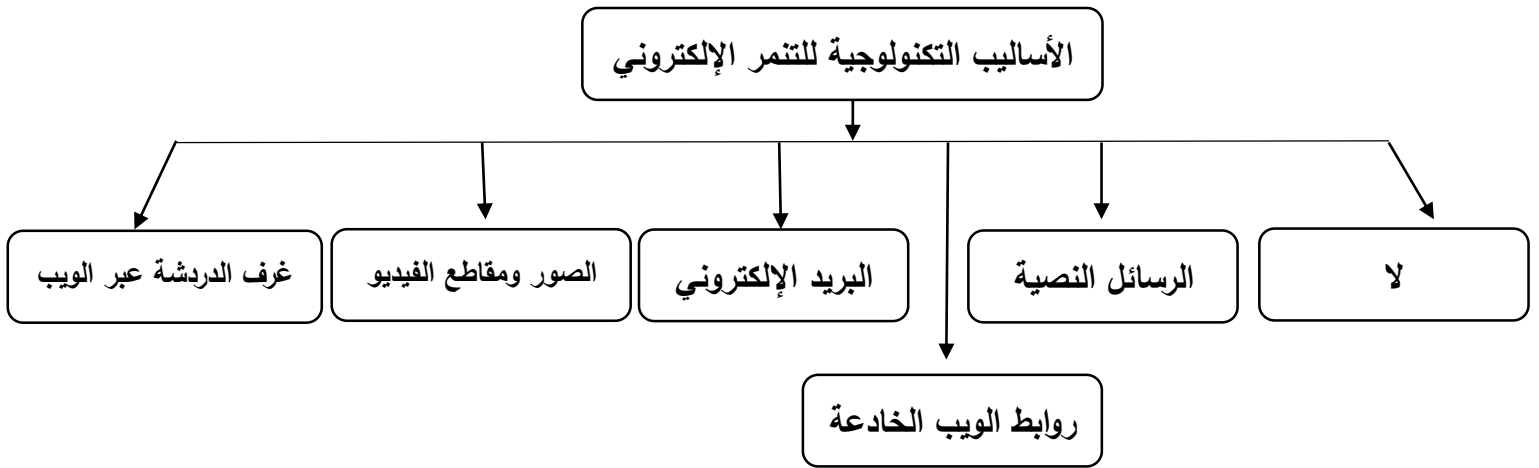 الأساليب التكنولوجية للتنمر الإلكتروني
لا
الرسائل النصية
البريد الإلكتروني
الصور ومقاطع الفيديو
غرف الدردشة عبر الويب
روابط الويب الخادعة